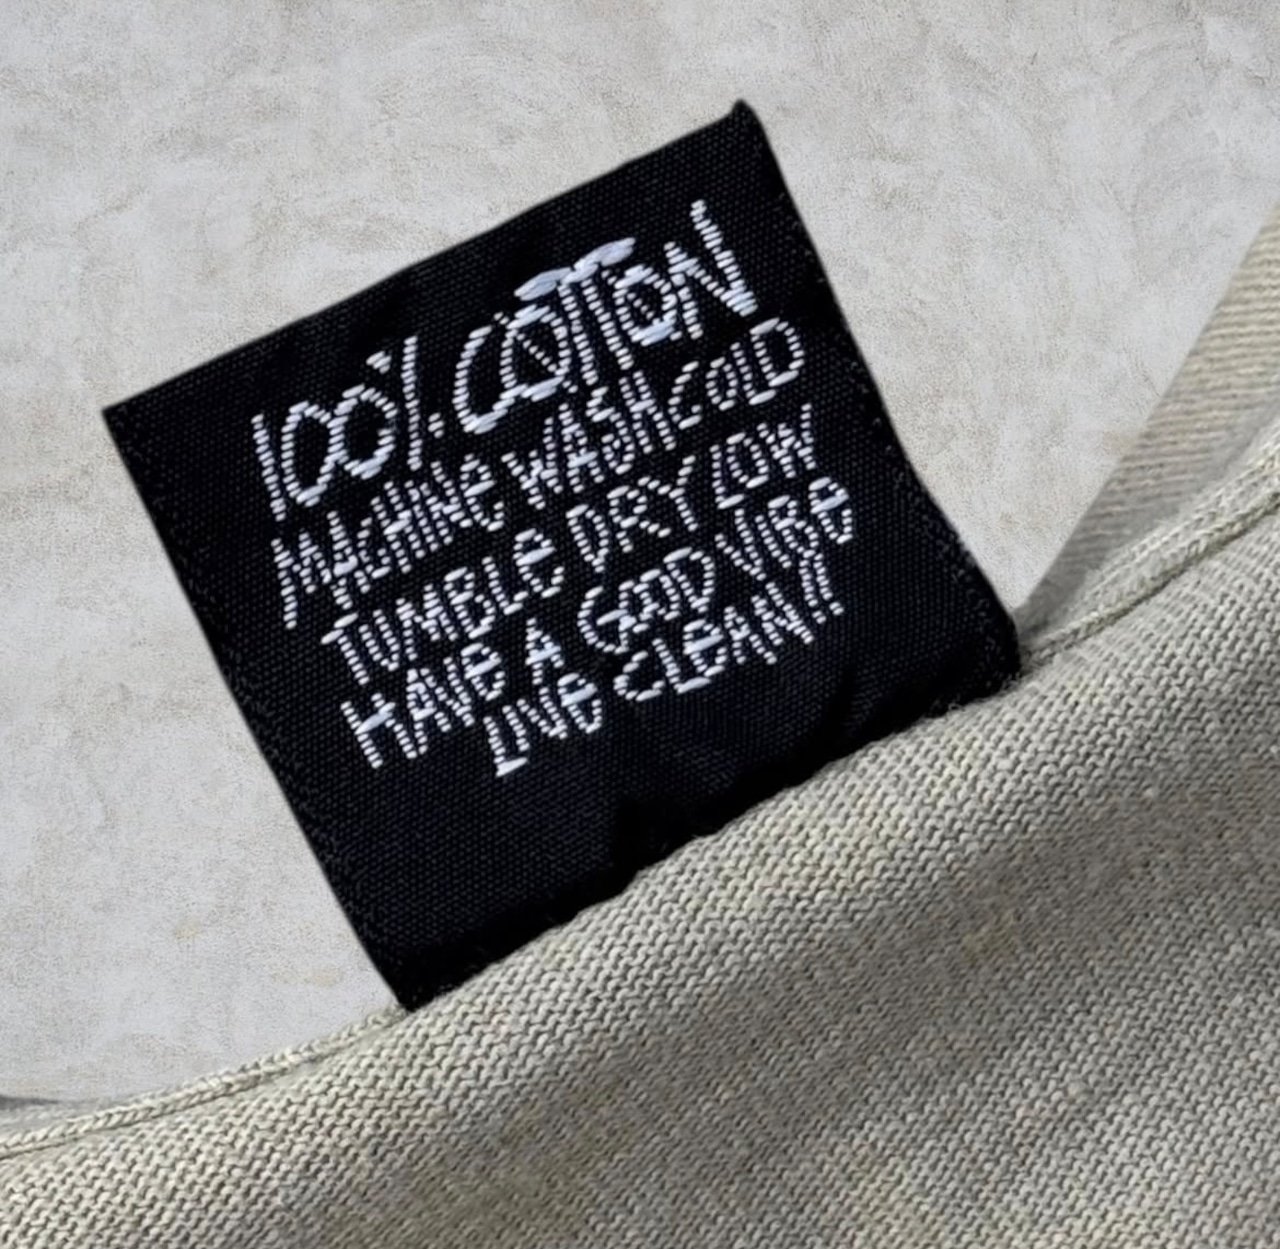 100% COTTON
MACHINe WASH COLD
TUMBLe DRY LOW
HAVe A GOOD VIBe
LIVe CLeAN!!